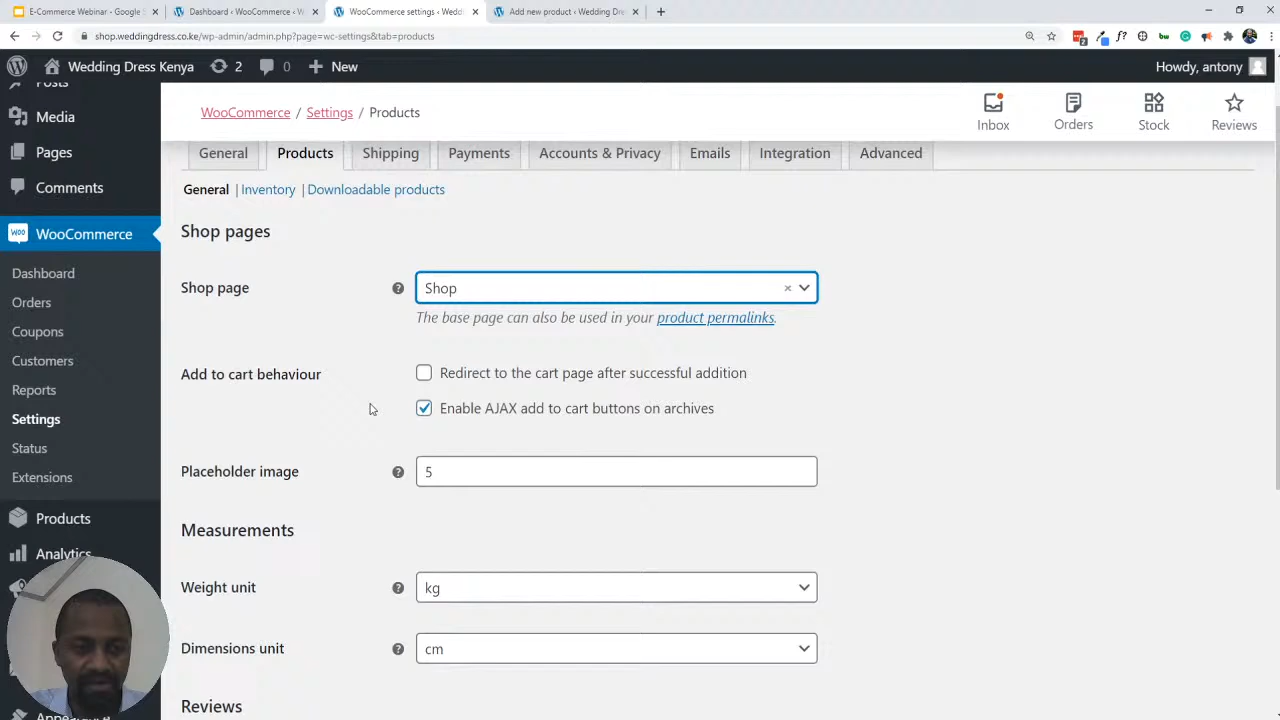 E-Commerce Webinar - Google S
Dashboard ‹ WooCommerce ‹ W
WooCommerce settings ‹ Weddi
Add new product ‹ Wedding Dre
shop.weddingdress.co.ke/wp-admin/admin.php?page=wc-settings&tab=products
Wedding Dress Kenya
2
0
New
Howdy, antony
Posts
Media
Pages
Comments
WooCommerce
Dashboard
Orders
Coupons
Customers
Reports
Settings
Status
Extensions
Products
Analytics
Appearance
WooCommerce / Settings / Products
Inbox
Orders
Stock
Reviews
General
Products
Shipping
Payments
Accounts & Privacy
Emails
Integration
Advanced
General | Inventory | Downloadable products
Shop pages
Shop page
Shop
The base page can also be used in your product permalinks.
Add to cart behaviour
Redirect to the cart page after successful addition
Enable AJAX add to cart buttons on archives
Placeholder image
5
Measurements
Weight unit
kg
Dimensions unit
cm
Reviews